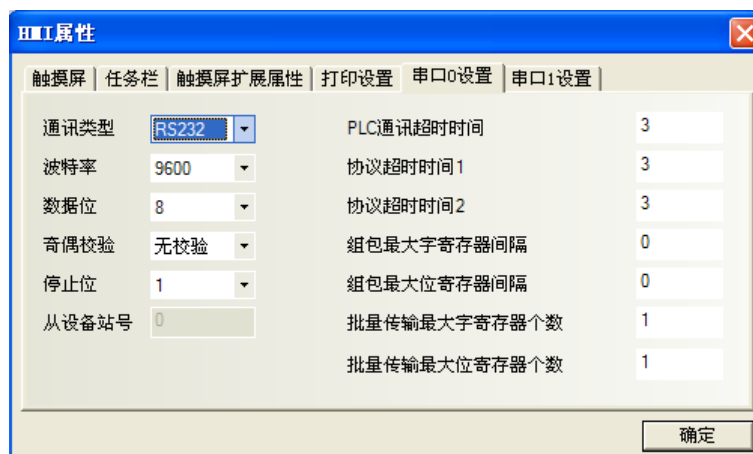 HMI属性
触摸屏 任务栏 触摸屏扩展属性 打印设置 串口0设置 串口1设置
通讯类型 RS232 PLC通讯超时时间 3
波特率 9600 协议超时时间1 3
数据位 8 协议超时时间2 3
奇偶校验 无校验 组包最大字寄存器间隔 0
停止位 1 组包最大位寄存器间隔 0
从设备站号 0 批量传输最大字寄存器个数 1
批量传输最大位寄存器个数 1
确定